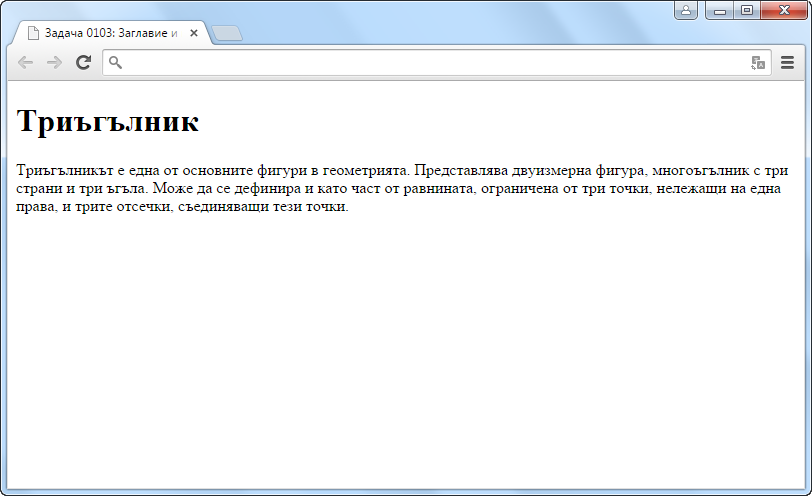 Задача 0103: Заглавие и
Триъгълник
Триъгълникът е една от основните фигури в геометрията. Представлява двуизмерна фигура, многоъгълник с три
страни и три ъгъла. Може да се дефинира и като част от равнината, ограничена от три точки, нележащи на една
права, и трите отсечки, съединяващи тези точки.